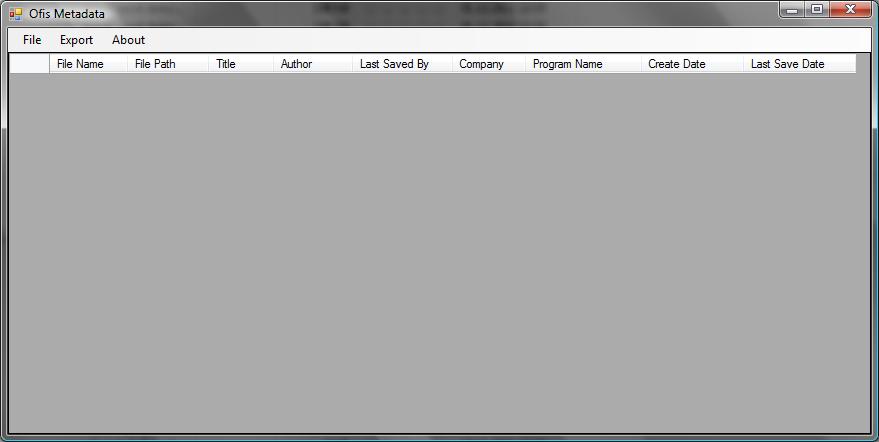 Ofis Metadata
File Export About
File Name File Path Title Author Last Saved By Company Program Name Create Date Last Save Date